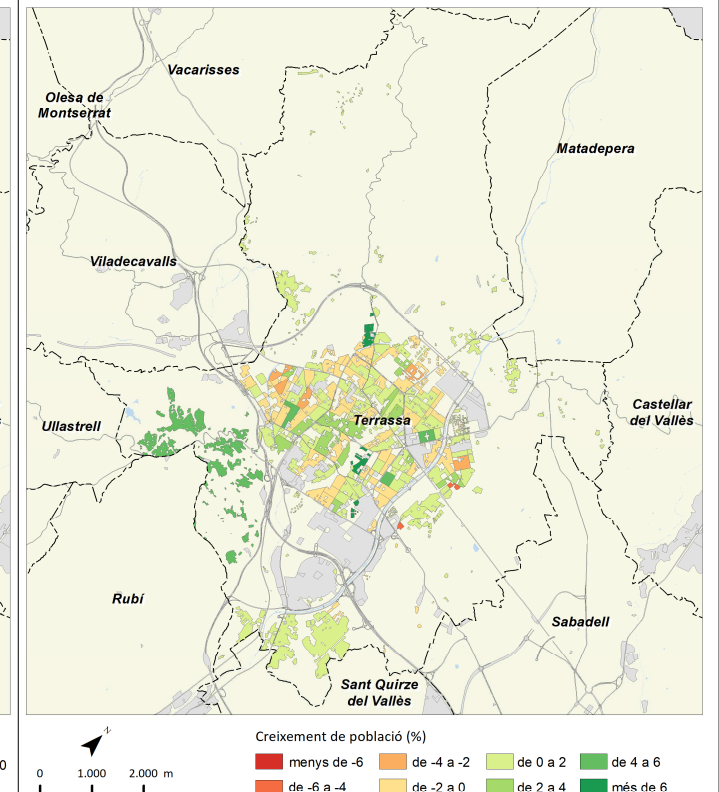 Vacarisses
Olesa de
Montserrat
Matadepera
Viladecavalls
Castellar
del Vallès
Ullastrell
Terrassa
Rubí
Sabadell
Sant Quirze
del Vallès
N
Creixement de població (%)
0
0 1.000 2.000 m
menys de -6 de -4 a -2 de 0 a 2 de 4 a 6
de -6 a -4 de -2 a 0 de 2 a 4 més de 6